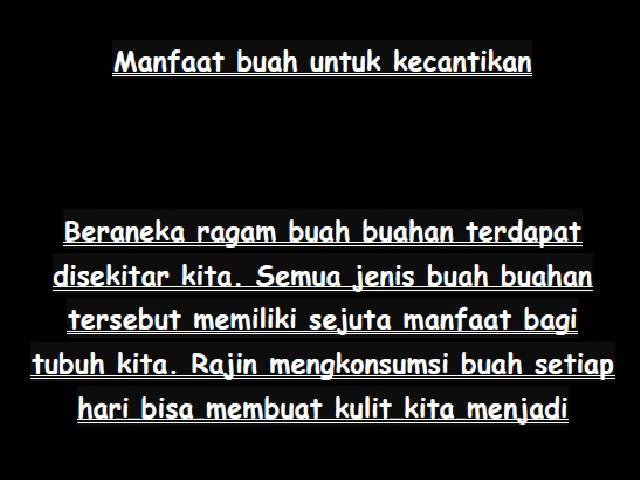 Manfaat buah untuk kecantikan
Beraneka ragam buah buahan terdapat
disekitar kita. Semua jenis buah buahan
tersebut memiliki sejuta manfaat bagi
tubuh kita. Rajin mengkonsumsi buah setiap
hari bisa membuat kulit kita menjadi